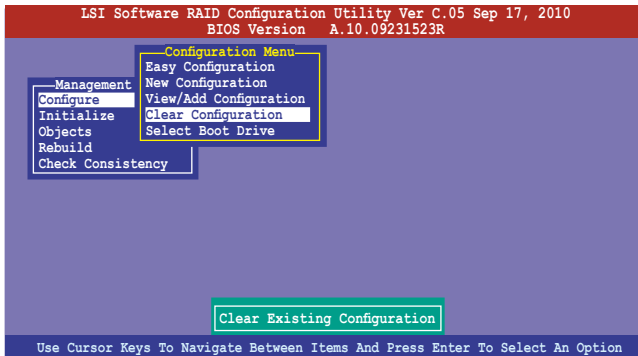 LSI Software RAID Configuration Utility Ver C.05 Sep 17, 2010
BIOS Version A.10.09231523R
Configuration Menu
Easy Configuration
New Configuration
View/Add Configuration
Clear Configuration
Select Boot Drive
Management
Configure
Initialize
Objects
Rebuild
Check Consistency
Clear Existing Configuration
Use Cursor Keys To Navigate Between Items And Press Enter To Select An Option